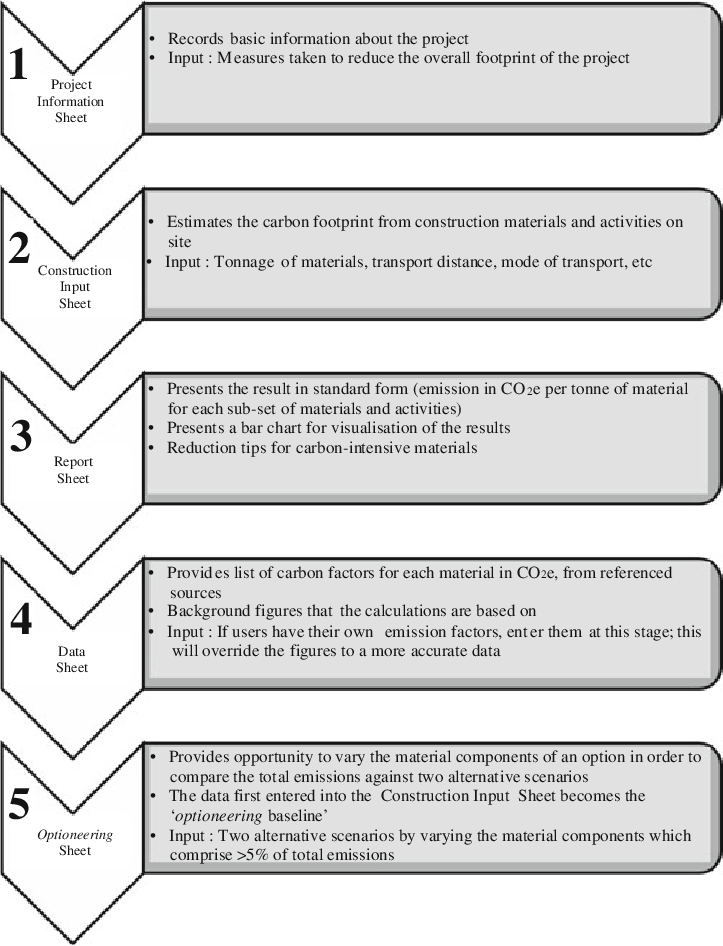 1
Project
Information
Sheet
• Records basic information about the project
• Input : Measures taken to reduce the overall footprint of the project
2
Construction
Input
Sheet
• Estimates the carbon footprint from construction materials and activities on
site
• Input : Tonnage of materials, transport distance, mode of transport, etc
3
Report
Sheet
• Presents the result in standard form (emission in CO2e per tonne of material
for each sub-set of materials and activities)
• Presents a bar chart for visualisation of the results
• Reduction tips for carbon-intensive materials
4
Data
Sheet
• Provides list of carbon factors for each material in CO2e, from referenced
sources
• Background figures that the calculations are based on
• Input : If users have their own emission factors, enter them at this stage; this
will override the figures to a more accurate data
5
Optioneering
Sheet
• Provides opportunity to vary the material components of an option in order to
compare the total emissions against two alternative scenarios
• The data first entered into the Construction Input Sheet becomes the
‘optioneering baseline’
• Input : Two alternative scenarios by varying the material components which
comprise >5% of total emissions